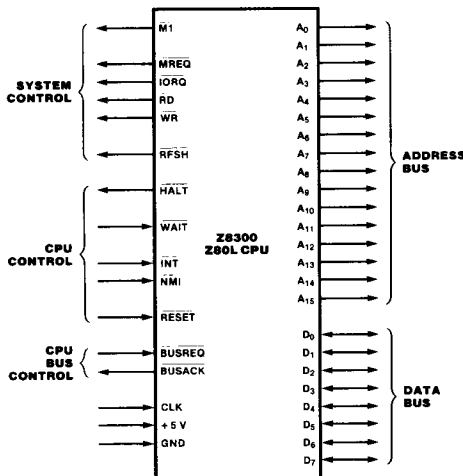 SYSTEM
CONTROL
CPU
CONTROL
CPU
BUS
CONTROL
M1
MREQ
IORQ
RD
WR
RFSH
HALT
WAIT
INT
NMI
RESET
BUSREQ
BUSACK
CLK
+5 V
GND
Z8300
Z80L CPU
A0
A1
A2
A3
A4
A5
A6
A7
A8
A9
A10
A11
A12
A13
A14
A15
D0
D1
D2
D3
D4
D5
D6
D7
ADDRESS
BUS
DATA
BUS